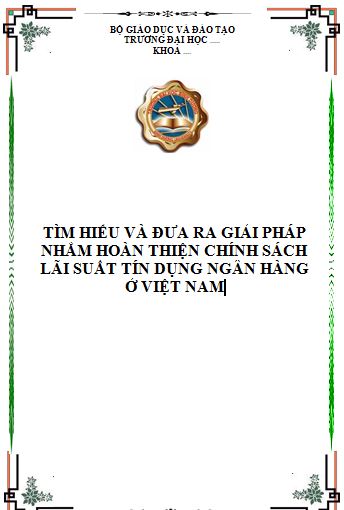 BỘ GIÁO DỤC VÀ ĐÀO TẠO
TRƯỜNG ĐẠI HỌC ....
KHOA ....
TÌM HIỂU VÀ ĐƯA RA GIẢI PHÁP
NHẰM HOÀN THIỆN CHÍNH SÁCH
LÃI SUẤT TÍN DỤNG NGÂN HÀNG
Ở VIỆT NAM